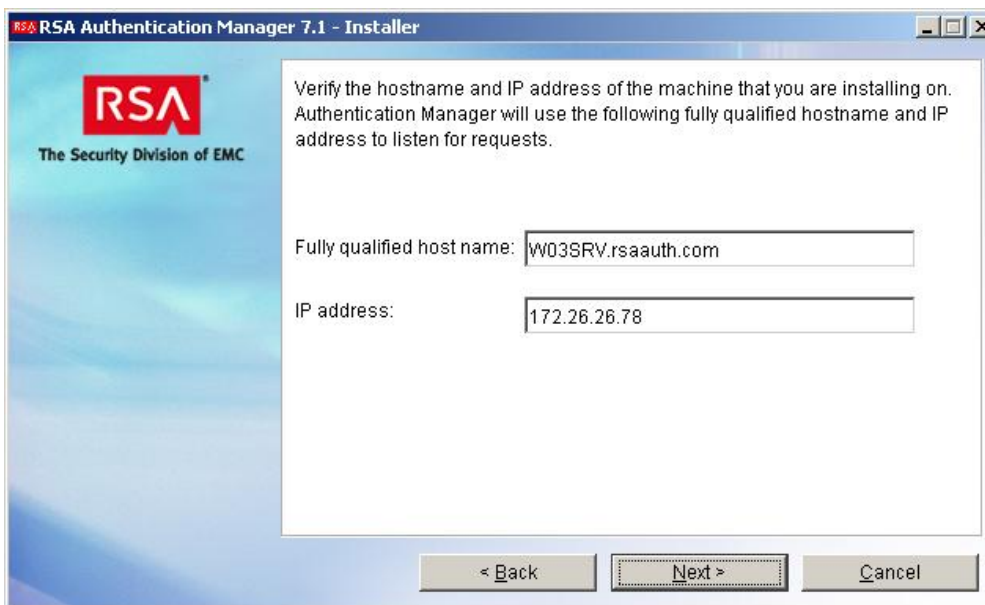 RSA RSA Authentication Manager 7.1 - Installer
RSA
The Security Division of EMC
Verify the hostname and IP address of the machine that you are installing on.
Authentication Manager will use the following fully qualified hostname and IP
address to listen for requests.
Fully qualified host name: W03SRV.rsaauth.com
IP address: 172.26.26.78
< Back Next > Cancel